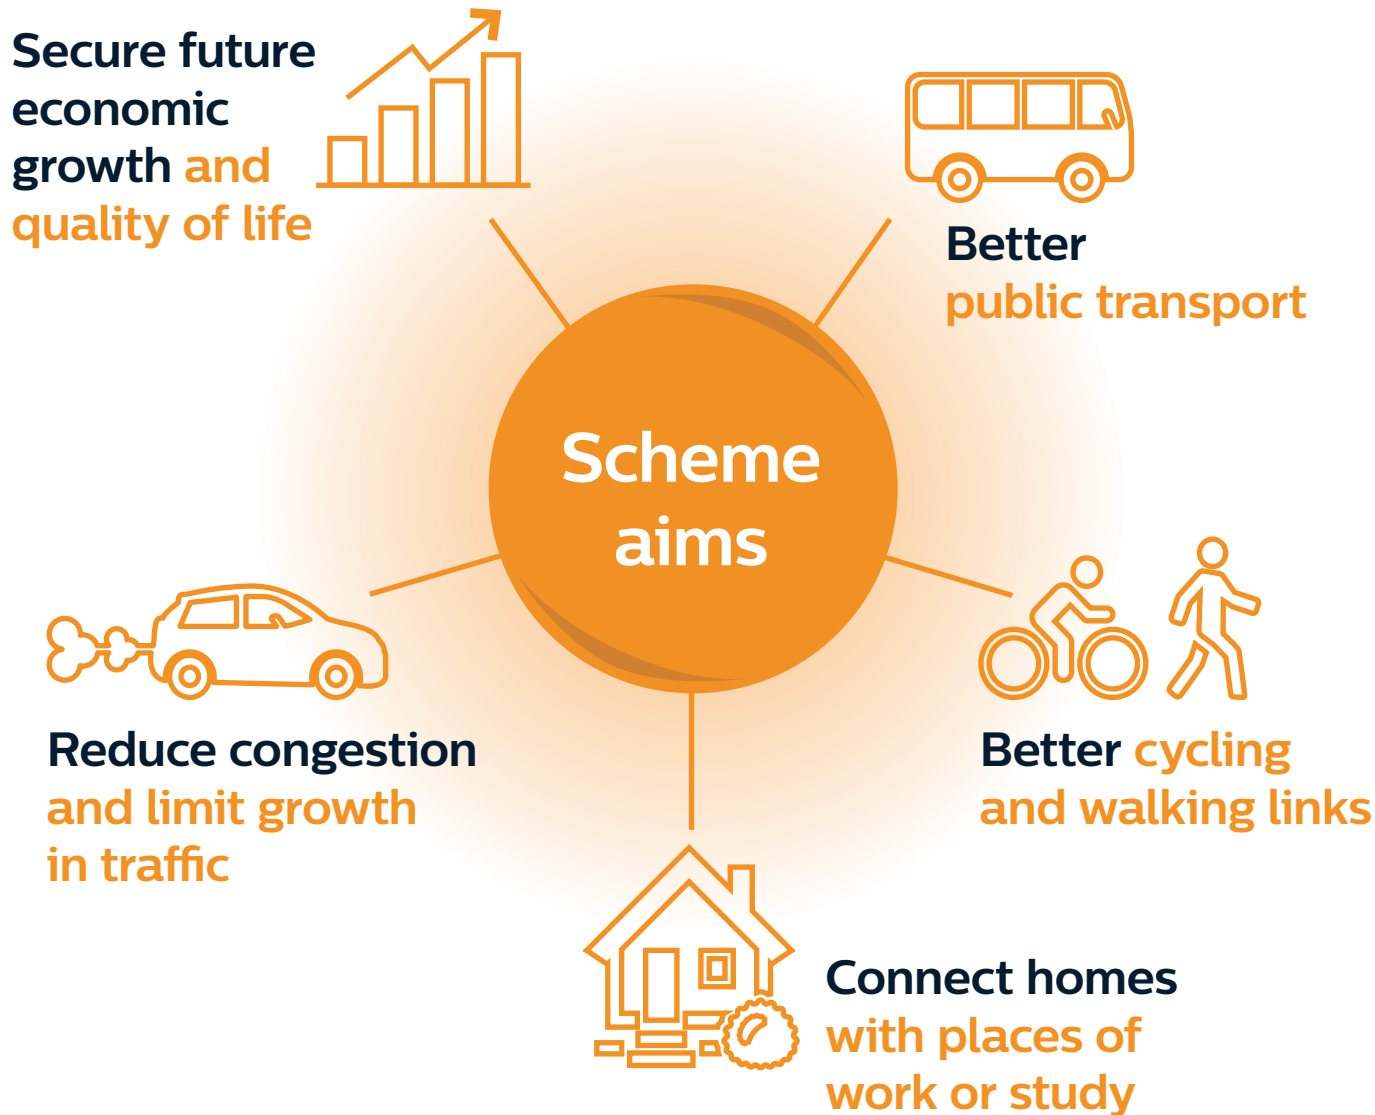 Secure future
economic
growth and
quality of life
Better
public transport
Scheme
aims
Reduce congestion
and limit growth
in traffic
Better cycling
and walking links
Connect homes
with places of
work or study